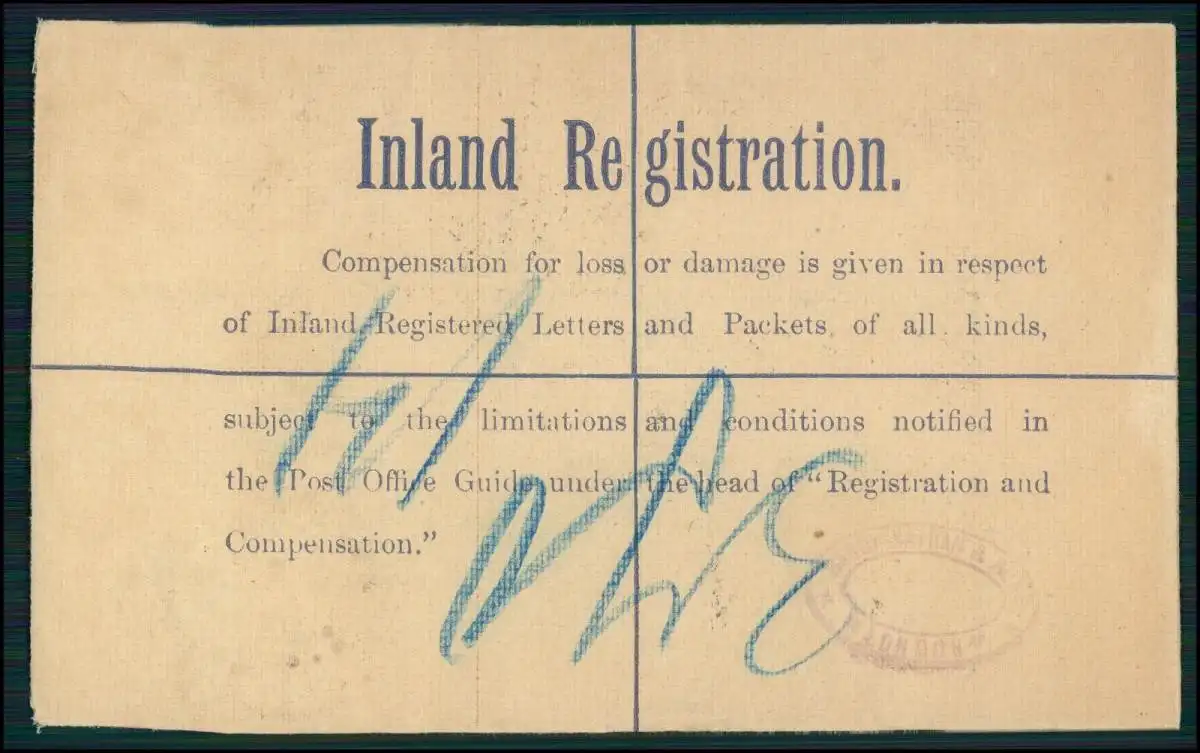 Inland Registration.
Compensation for loss or damage is given in respect
of Inland Registered Letters and Packets of all kinds,
subject to the limitations and conditions notified in
the Post Office Guide under the head of “Registration and
Compensation.”
LONDON